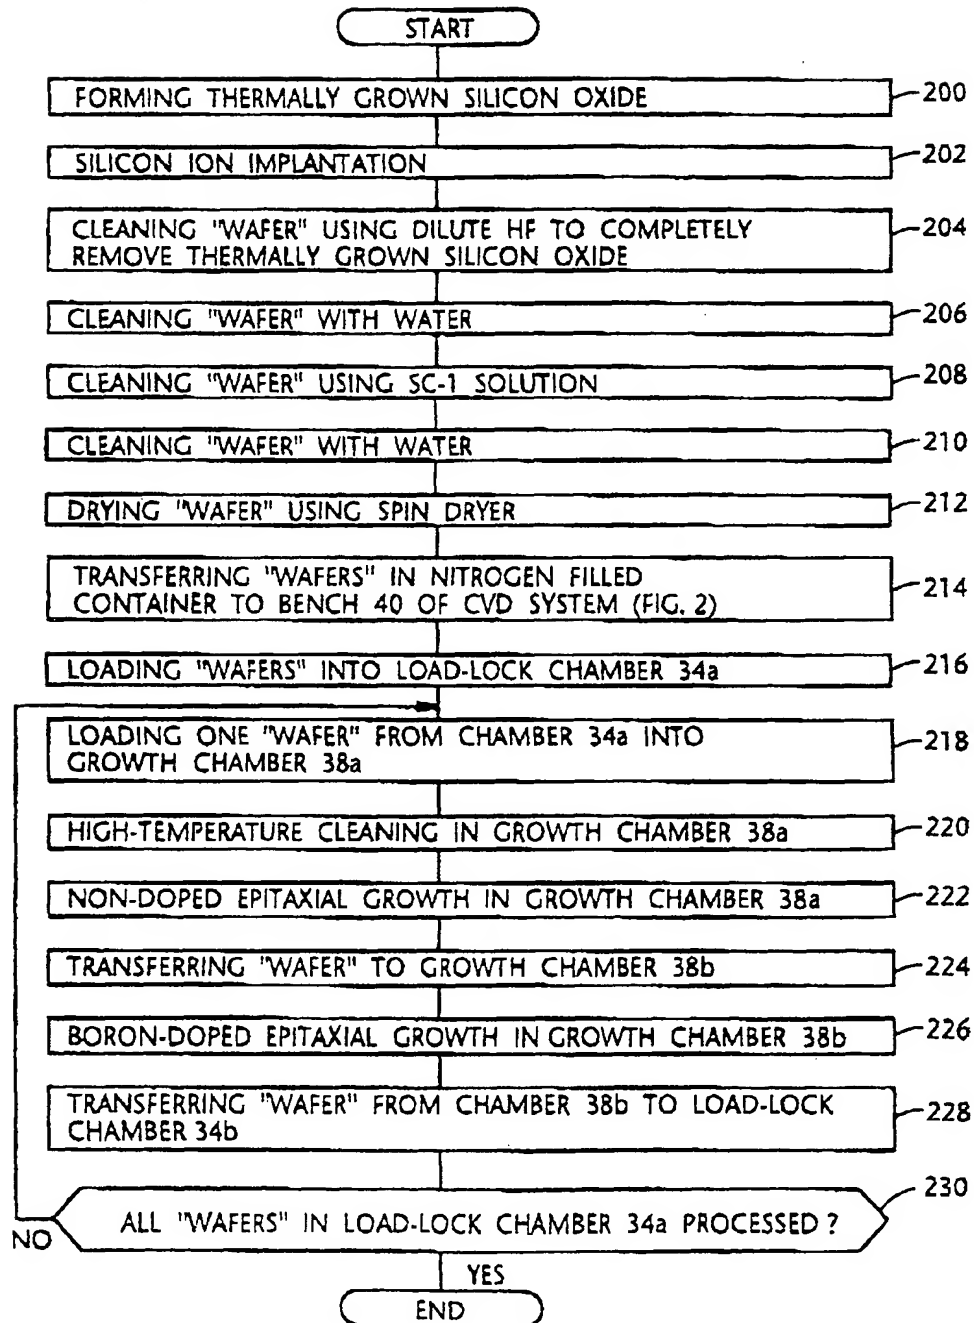 START
FORMING THERMALLY GROWN SILICON OXIDE
200
SILICON ION IMPLANTATION
202
CLEANING "WAFER" USING DILUTE HF TO COMPLETELY
REMOVE THERMALLY GROWN SILICON OXIDE
204
CLEANING "WAFER" WITH WATER
206
CLEANING "WAFER" USING SC-1 SOLUTION
208
CLEANING "WAFER" WITH WATER
210
DRYING "WAFER" USING SPIN DRYER
212
TRANSFERRING "WAFERS" IN NITROGEN FILLED
CONTAINER TO BENCH 40 OF CVD SYSTEM (FIG. 2)
214
LOADING "WAFERS" INTO LOAD-LOCK CHAMBER 34a
216
LOADING ONE "WAFER" FROM CHAMBER 34a INTO
GROWTH CHAMBER 38a
218
HIGH-TEMPERATURE CLEANING IN GROWTH CHAMBER 38a
220
NON-DOPED EPITAXIAL GROWTH IN GROWTH CHAMBER 38a
222
TRANSFERRING "WAFER" TO GROWTH CHAMBER 38b
224
BORON-DOPED EPITAXIAL GROWTH IN GROWTH CHAMBER 38b
226
TRANSFERRING "WAFER" FROM CHAMBER 38b TO LOAD-LOCK
CHAMBER 34b
228
230
ALL "WAFERS" IN LOAD-LOCK CHAMBER 34a PROCESSED ?
NO
YES
END